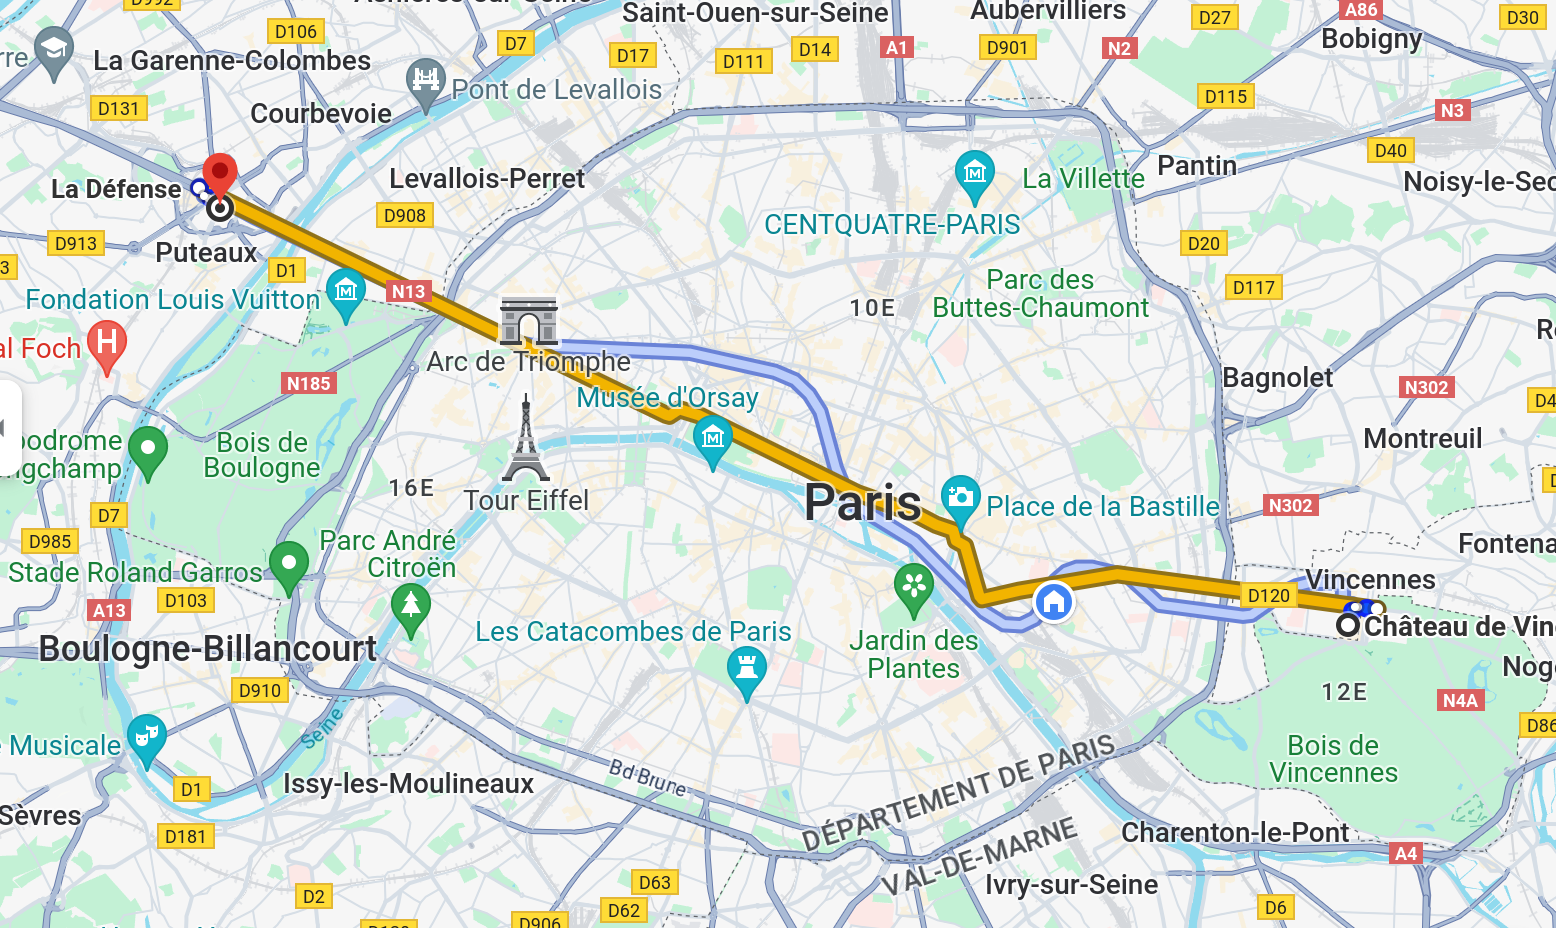 D992
Asnières-sur-Seine
Saint-Ouen-sur-Seine
Aubervilliers
D27
A86
D30
D106
D7
D17
D111
D14
A1
D901
N2
Bobigny
La Garenne-Colombes
Pont de Levallois
D131
Courbevoie
D115
N3
D40
Pantin
Noisy-le-Sec
La Défense
Levallois-Perret
La Villette
D908
CENTQUATRE-PARIS
D913
Puteaux
D20
D1
N13
Parc des
Buttes-Chaumont
D117
Fondation Louis Vuitton
10E
al Foch
Arc de Triomphe
N185
Musée d'Orsay
Bagnolet
N302
Bois de
Boulogne
Montreuil
16E
Tour Eiffel
Paris
Place de la Bastille
N302
D7
D985
Parc André
Citroën
Fontena
Stade Roland Garros
D103
A13
Vincennes
D120
Château de Vin
Boulogne-Billancourt
Les Catacombes de Paris
Jardin des
Plantes
Nog
12E
D910
N4A
D86
Seine
Musicale
Bois de
Vincennes
DÉPARTEMENT DE PARIS
Bd Brune
Issy-les-Moulineaux
D1
Sèvres
D181
VAL-DE-MARNE
Charenton-le-Pont
A4
Ivry-sur-Seine
D63
D2
D62
D906
D6